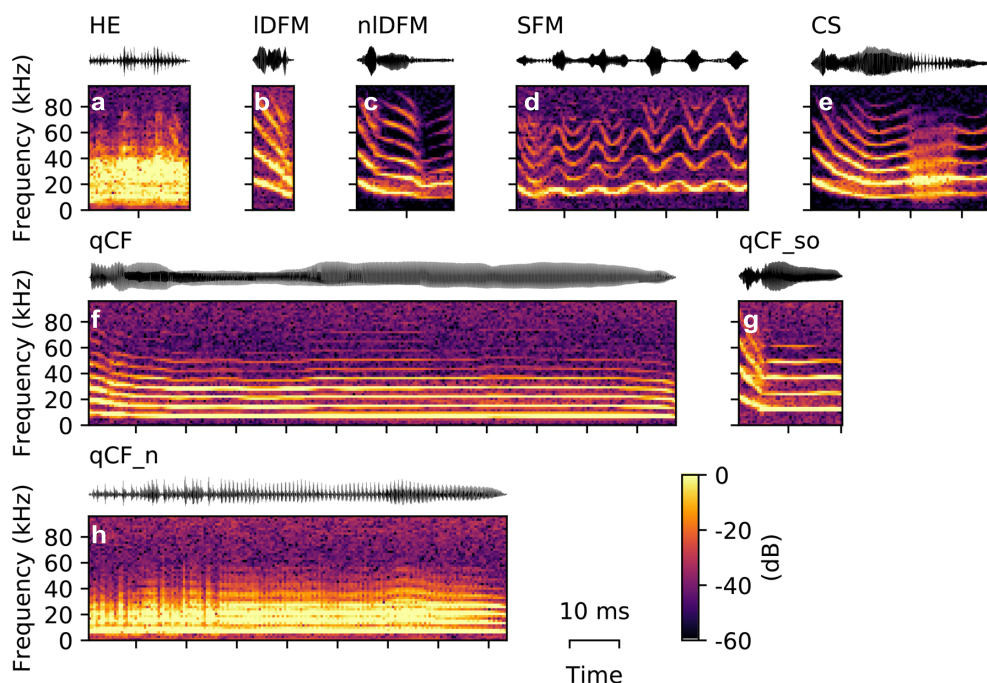 HE lDFM nlDFM SFM CS
Frequency (kHz)
80
60
40
20
0
a b c d e
qCF qCF_so
Frequency (kHz)
80
60
40
20
0
f g
qCF_n
Frequency (kHz)
80
60
40
20
0
h
10 ms
Time
0
-20
-40
-60
(dB)